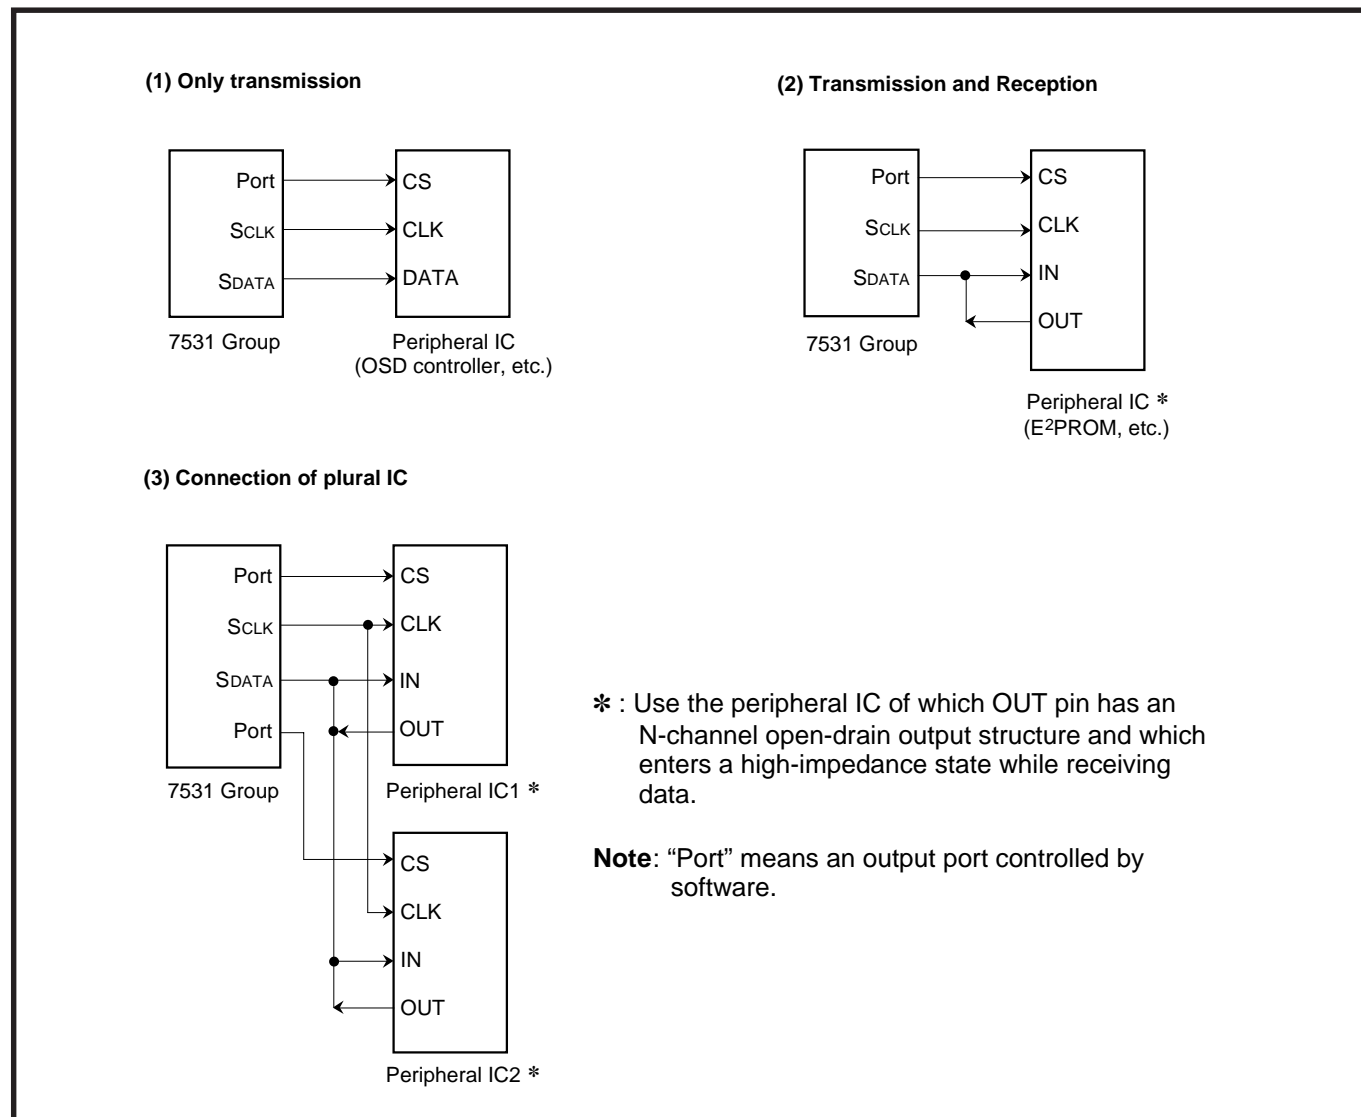 (1) Only transmission
Port
SCLK
SDATA
CS
CLK
DATA
7531 Group
Peripheral IC
(OSD controller, etc.)
(2) Transmission and Reception
Port
SCLK
SDATA
CS
CLK
IN
OUT
7531 Group
Peripheral IC ✽
(E²PROM, etc.)
(3) Connection of plural IC
Port
SCLK
SDATA
Port
CS
CLK
IN
OUT
7531 Group
Peripheral IC1 ✽
CS
CLK
IN
OUT
Peripheral IC2 ✽
✽ : Use the peripheral IC of which OUT pin has an
N-channel open-drain output structure and which
enters a high-impedance state while receiving
data.
Note: “Port” means an output port controlled by
software.